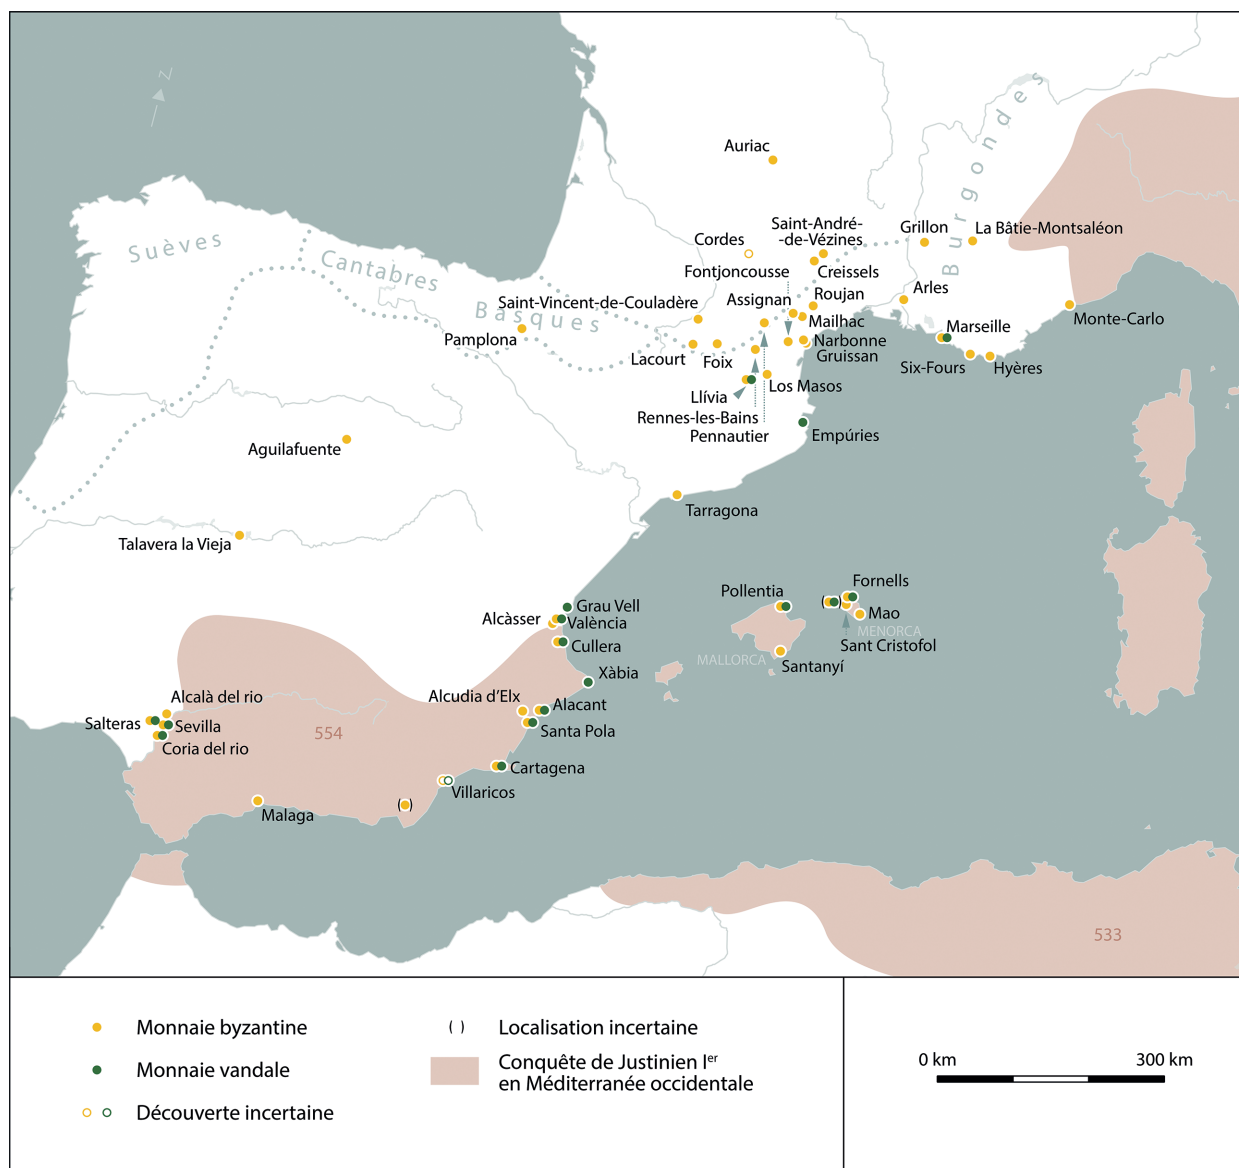 N
Auriac
Burgondes
Suèves
Cantabres
Basques
Saint-André-
-de-Vézines
Cordes
Grillon
La Bâtie-Montsaléon
Fontjoncousse
Creissels
Assignan
Roujan
Arles
Saint-Vincent-de-Couladère
Mailhac
Monte-Carlo
Pamplona
Marseille
Narbonne
Gruissan
Lacourt
Foix
Six-Fours
Hyères
Los Masos
Llívia
Rennes-les-Bains
Pennautier
Empúries
Aguilafuente
Tarragona
Talavera la Vieja
Fornells
Pollentia
( )
Mao
MENORCA
Sant Cristofol
MALLORCA
Santanyí
Grau Vell
Alcàsser
València
Cullera
Xàbia
Alcudia d’Elx
Alacant
Santa Pola
Alcalà del rio
Salteras
Sevilla
Coria del rio
554
Cartagena
Villaricos
( )
Malaga
533
Monnaie byzantine
Monnaie vandale
Découverte incertaine
( ) Localisation incertaine
Conquête de Justinien Ier
en Méditerranée occidentale
0 km 300 km